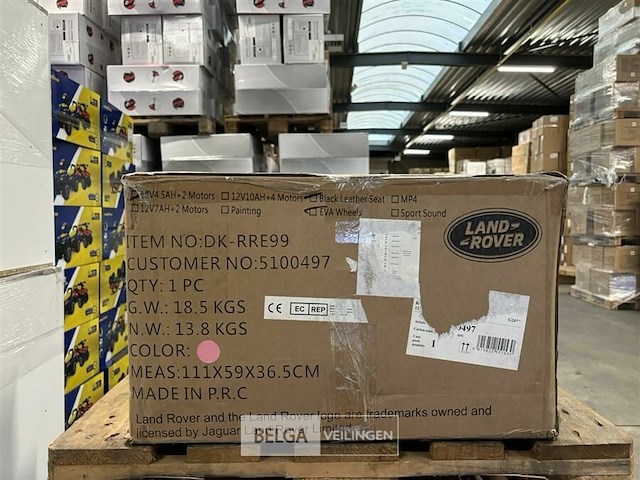 12V4.5AH+2 Motors 12V10AH+4 Motors Black Leather Seat MP4
12V7AH+2 Motors Painting EVA Wheels Sport Sound
LAND-
-ROVER
ITEM NO:DK-RRE99
CUSTOMER NO:5100497
QTY: 1 PC
G.W.: 18.5 KGS
N.W.: 13.8 KGS
CE EC REP
COLOR:
MEAS:111X59X36.5CM
MADE IN P.R.C
Land Rover and the Land Rover logo are trademarks owned and
licensed by Jaguar Land Rover Limited
BELGA VEILINGEN